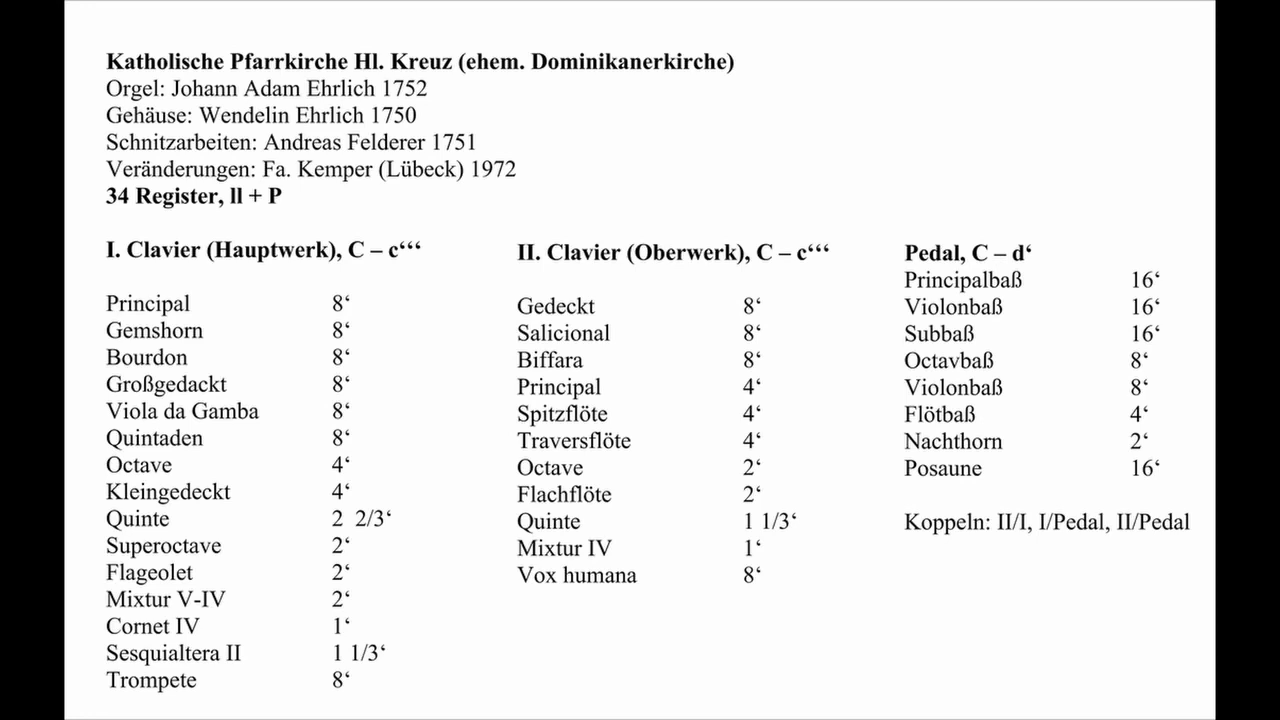 Katholische Pfarrkirche Hl. Kreuz (ehem. Dominikanerkirche)
Orgel: Johann Adam Ehrlich 1752
Gehäuse: Wendelin Ehrlich 1750
Schnitzarbeiten: Andreas Felderer 1751
Veränderungen: Fa. Kemper (Lübeck) 1972
34 Register, ll + P
I. Clavier (Hauptwerk), C – c‘‘‘
Principal 8‘
Gemshorn 8‘
Bourdon 8‘
Großgedackt 8‘
Viola da Gamba 8‘
Quintaden 8‘
Octave 4‘
Kleingedeckt 4‘
Quinte 2 2/3‘
Superoctave 2‘
Flageolet 2‘
Mixtur V-IV 2‘
Cornet IV 1‘
Sesquialtera II 1 1/3‘
Trompete 8‘
II. Clavier (Oberwerk), C – c‘‘‘
Gedeckt 8‘
Salicional 8‘
Biffara 8‘
Principal 4‘
Spitzflöte 4‘
Traversflöte 4‘
Octave 2‘
Flachflöte 2‘
Quinte 1 1/3‘
Mixtur IV 1‘
Vox humana 8‘
Pedal, C – d‘
Principalbaß 16‘
Violonbaß 16‘
Subbaß 16‘
Octavbaß 8‘
Violonbaß 8‘
Flötbaß 4‘
Nachthorn 2‘
Posaune 16‘
Koppeln: II/I, I/Pedal, II/Pedal